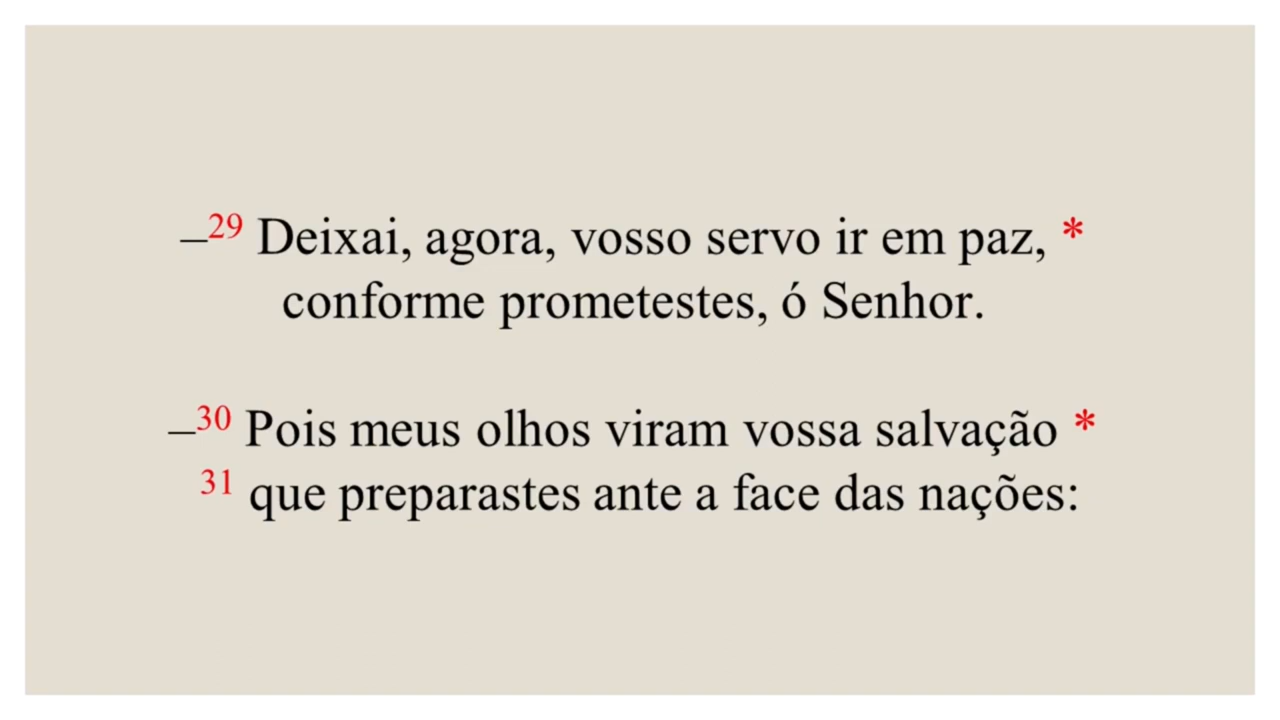 –29 Deixai, agora, vosso servo ir em paz, *
conforme prometestes, ó Senhor.
–30 Pois meus olhos viram vossa salvação *
31 que preparastes ante a face das nações: